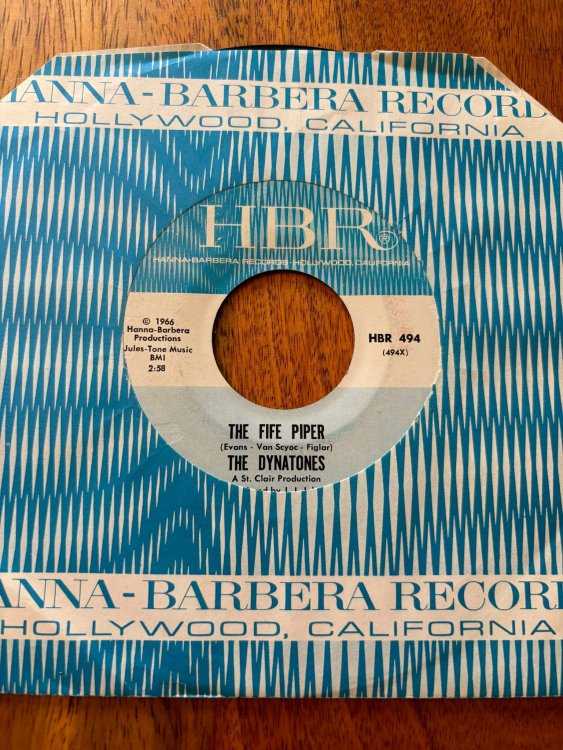 ANNA-BARBERA RECORD
HOLLYWOOD, CALIFORNIA
HBR®
HANNA-BARBERA RECORDS · HOLLYWOOD, CALIFORNIA
© 1966
Hanna-Barbera
Productions
Jules-Tone Music
BMI
2:58
HBR 494
(494X)
THE FIFE PIPER
(Evans - Van Scyoc - Figlar)
THE DYNATONES
A St. Clair Production
ANNA-BARBERA RECORD
HOLLYWOOD, CALIFORNIA